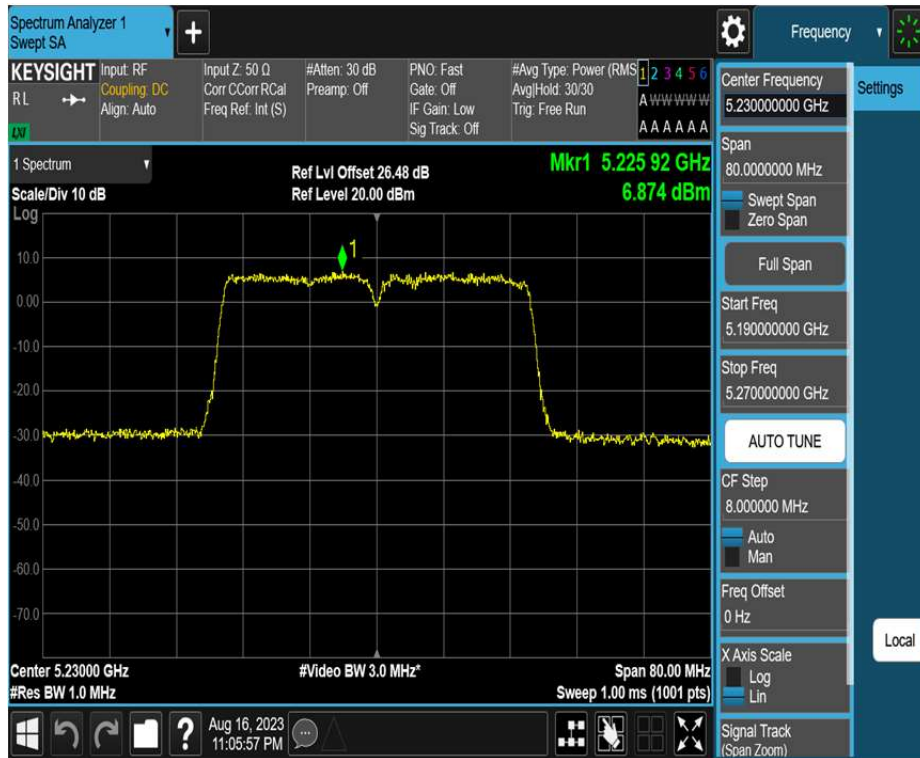 Spectrum Analyzer 1
Swept SA
+
Frequency
KEYSIGHT
R L
LXI
Input: RF
Coupling: DC
Align: Auto
Input Z: 50 Ω
Corr CCorr RCal
Freq Ref: Int (S)
#Atten: 30 dB
Preamp: Off
PNO: Fast
Gate: Off
IF Gain: Low
Sig Track: Off
#Avg Type: Power (RMS
Avg|Hold: 30/30
Trig: Free Run
1 2 3 4 5 6
A W W W W W
A A A A A A
Center Frequency
5.23000000 GHz
Settings
Span
80.0000000 MHz
Swept Span
Zero Span
Full Span
Start Freq
5.190000000 GHz
Stop Freq
5.270000000 GHz
AUTO TUNE
CF Step
8.000000 MHz
Auto
Man
Freq Offset
0 Hz
X Axis Scale
Log
Lin
Signal Track
(Span Zoom)
Local
1 Spectrum
Scale/Div 10 dB
Log
Ref Lvl Offset 26.48 dB
Ref Level 20.00 dBm
Mkr1 5.225 92 GHz
6.874 dBm
1
10.0
0.00
-10.0
-20.0
-30.0
-40.0
-50.0
-60.0
-70.0
Center 5.23000 GHz
#Res BW 1.0 MHz
#Video BW 3.0 MHz*
Span 80.00 MHz
Sweep 1.00 ms (1001 pts)
?
Aug 16, 2023
11:05:57 PM